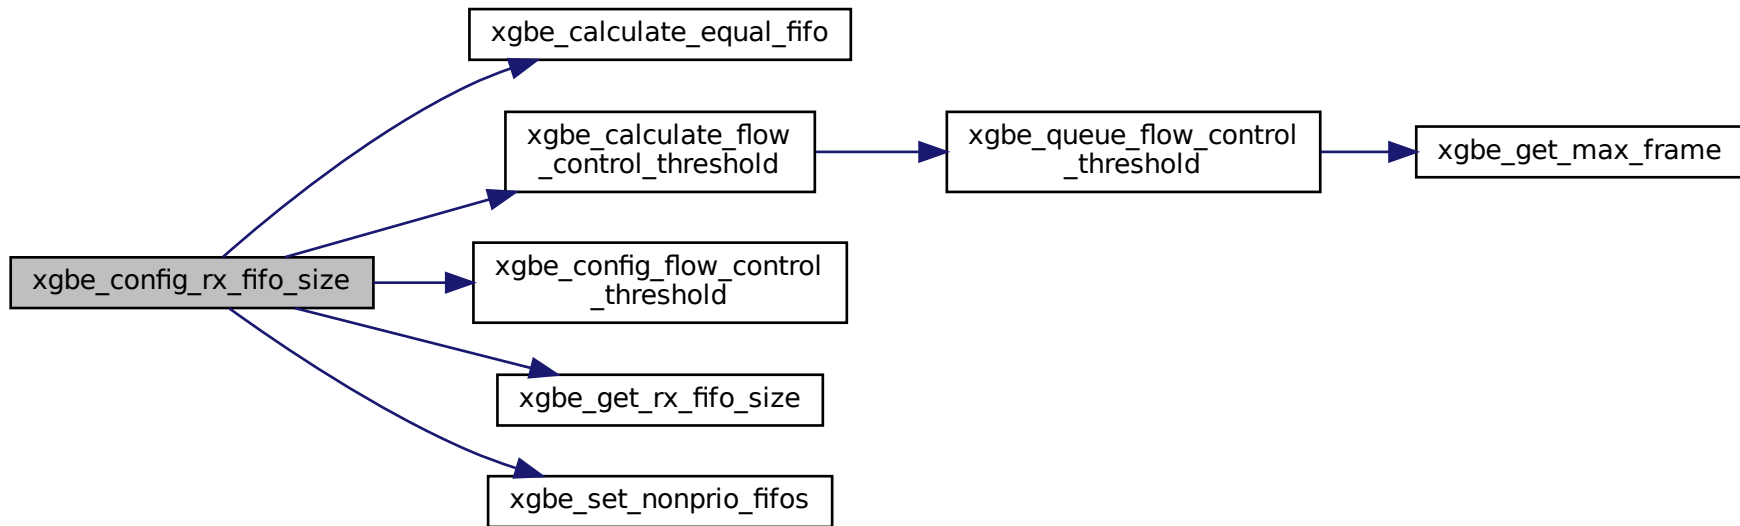 xgbe_calculate_equal_fifo
xgbe_calculate_flow
_control_threshold
xgbe_queue_flow_control
_threshold
xgbe_get_max_frame
xgbe_config_rx_fifo_size
xgbe_config_flow_control
_threshold
xgbe_get_rx_fifo_size
xgbe_set_nonprio_fifos